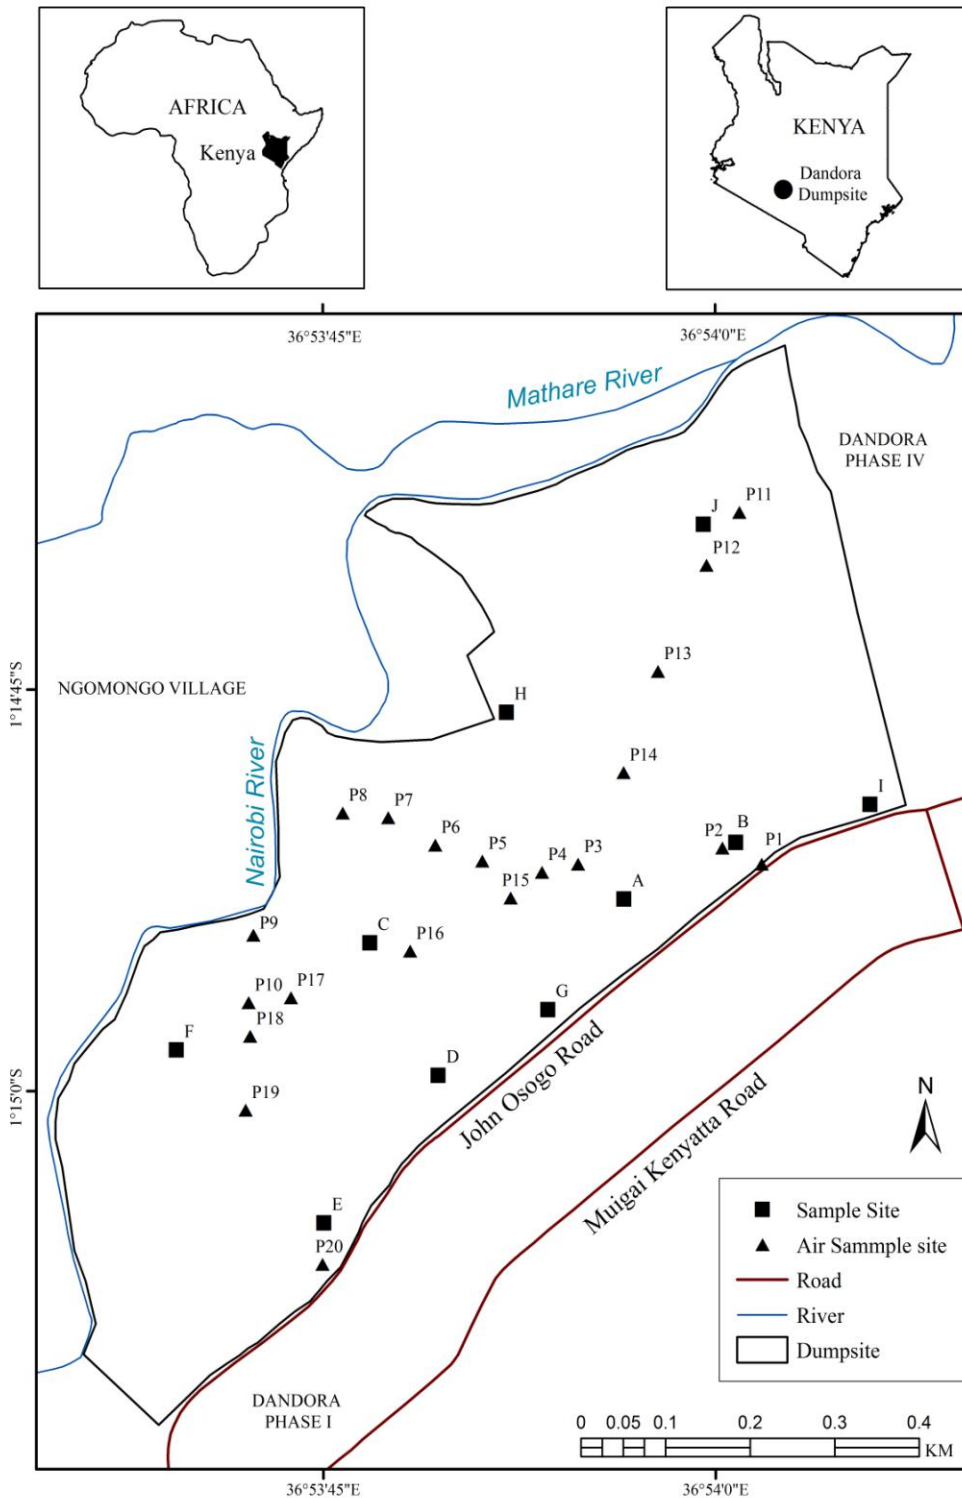 AFRICA
Kenya
KENYA
Dandora
Dumpsite
36°53'45"E
36°54'0"E
Mathare River
DANDORA
PHASE IV
P11
J
P12
P13
1°14'45"S
NGOMONGO VILLAGE
H
P14
Nairobi River
P8
P7
I
P6
B
P2
P1
P5
P4
P3
P15
A
P9
C
P16
P10
P17
G
P18
F
D
John Osogo Road
1°15'0"S
P19
Muigai Kenyatta Road
N
E
P20
Sample Site
Air Sammple site
Road
River
Dumpsite
DANDORA
PHASE I
0 0.05 0.1 0.2 0.3 0.4
KM
36°53'45"E
36°54'0"E